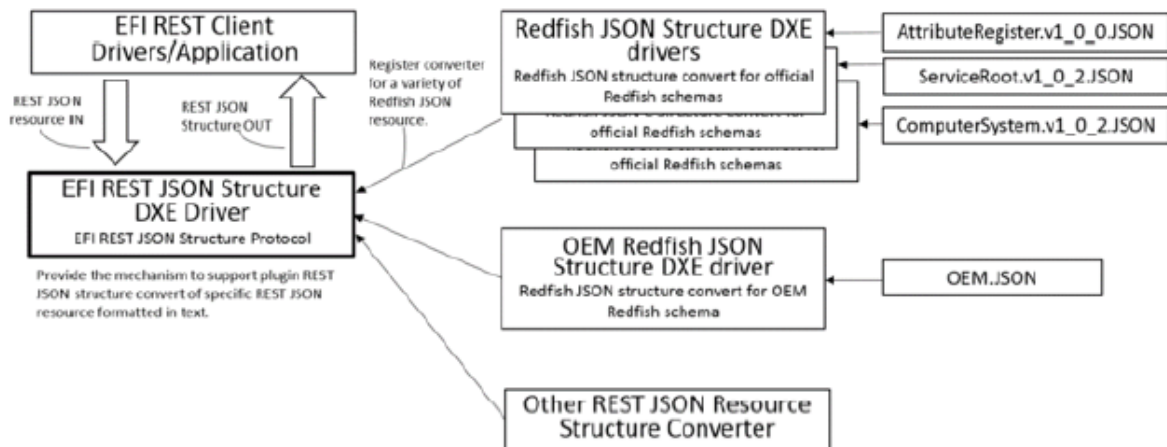 EFI REST Client
Drivers/Application
REST JSON
resource IN
REST JSON
Structure OUT
Register converter
for a variety of
Redfish JSON
resource.
EFI REST JSON Structure
DXE Driver
EFI REST JSON Structure Protocol
Provide the mechanism to support plugin REST
JSON structure convert of specific REST JSON
resource formatted in text.
Redfish JSON Structure DXE
drivers
Redfish JSON structure convert for official
Redfish schemas
official Redfish schemas
official Redfish schemas
AttributeRegister.v1_0_0.JSON
ServiceRoot.v1_0_2.JSON
ComputerSystem.v1_0_2.JSON
OEM Redfish JSON
Structure DXE driver
Redfish JSON structure convert for OEM
Redfish schema
OEM.JSON
Other REST JSON Resource
Structure Converter